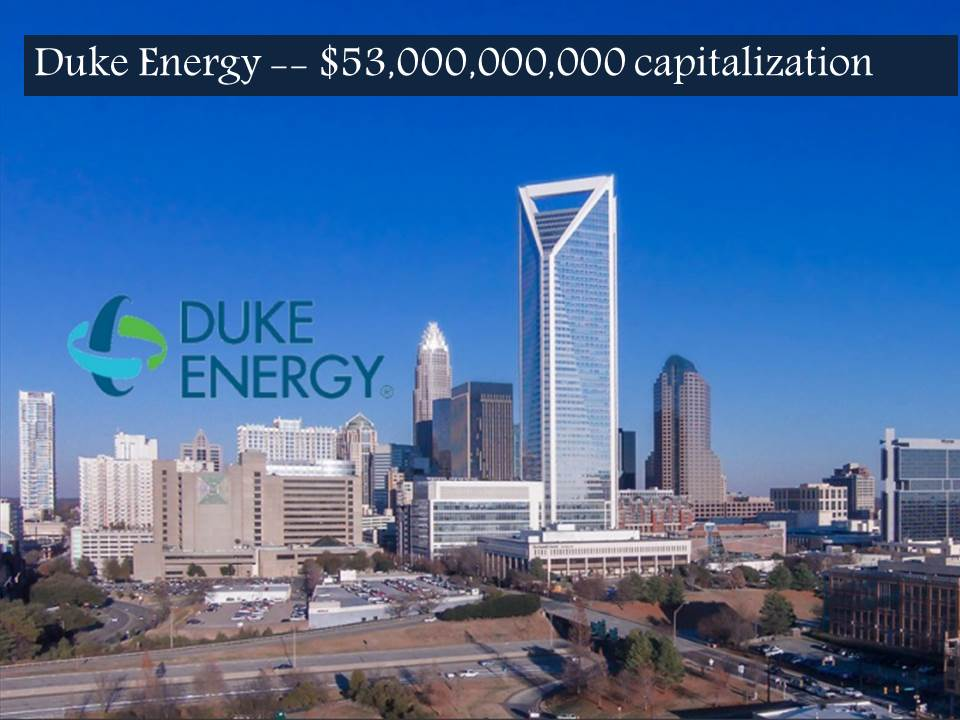 Duke Energy -- $53,000,000,000 capitalization
DUKE
ENERGY®